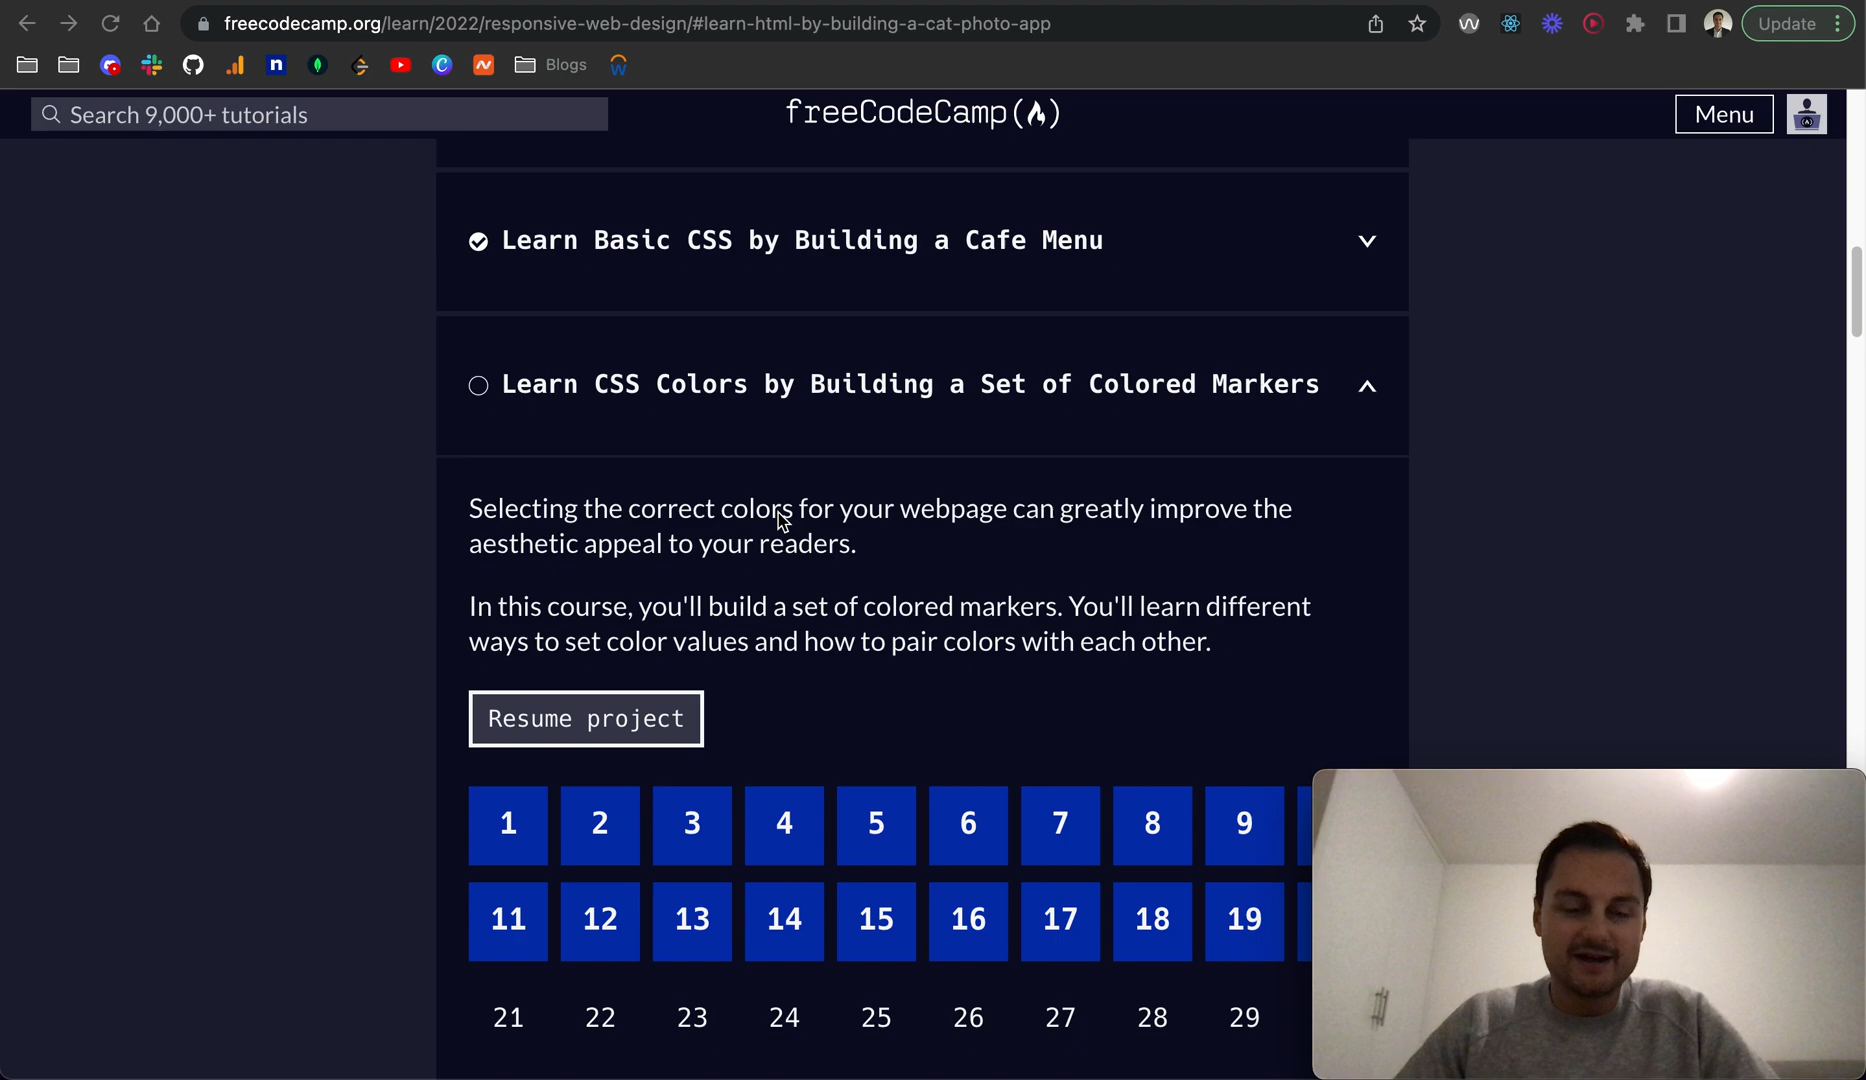 freecodecamp.org/learn/2022/responsive-web-design/#learn-html-by-building-a-cat-photo-app
Update
Blogs
Search 9,000+ tutorials
freeCodeCamp
Menu
Learn Basic CSS by Building a Cafe Menu
Learn CSS Colors by Building a Set of Colored Markers
Selecting the correct colors for your webpage can greatly improve the
aesthetic appeal to your readers.
In this course, you'll build a set of colored markers. You'll learn different
ways to set color values and how to pair colors with each other.
Resume project
1 2 3 4 5 6 7 8 9
11 12 13 14 15 16 17 18 19
21 22 23 24 25 26 27 28 29